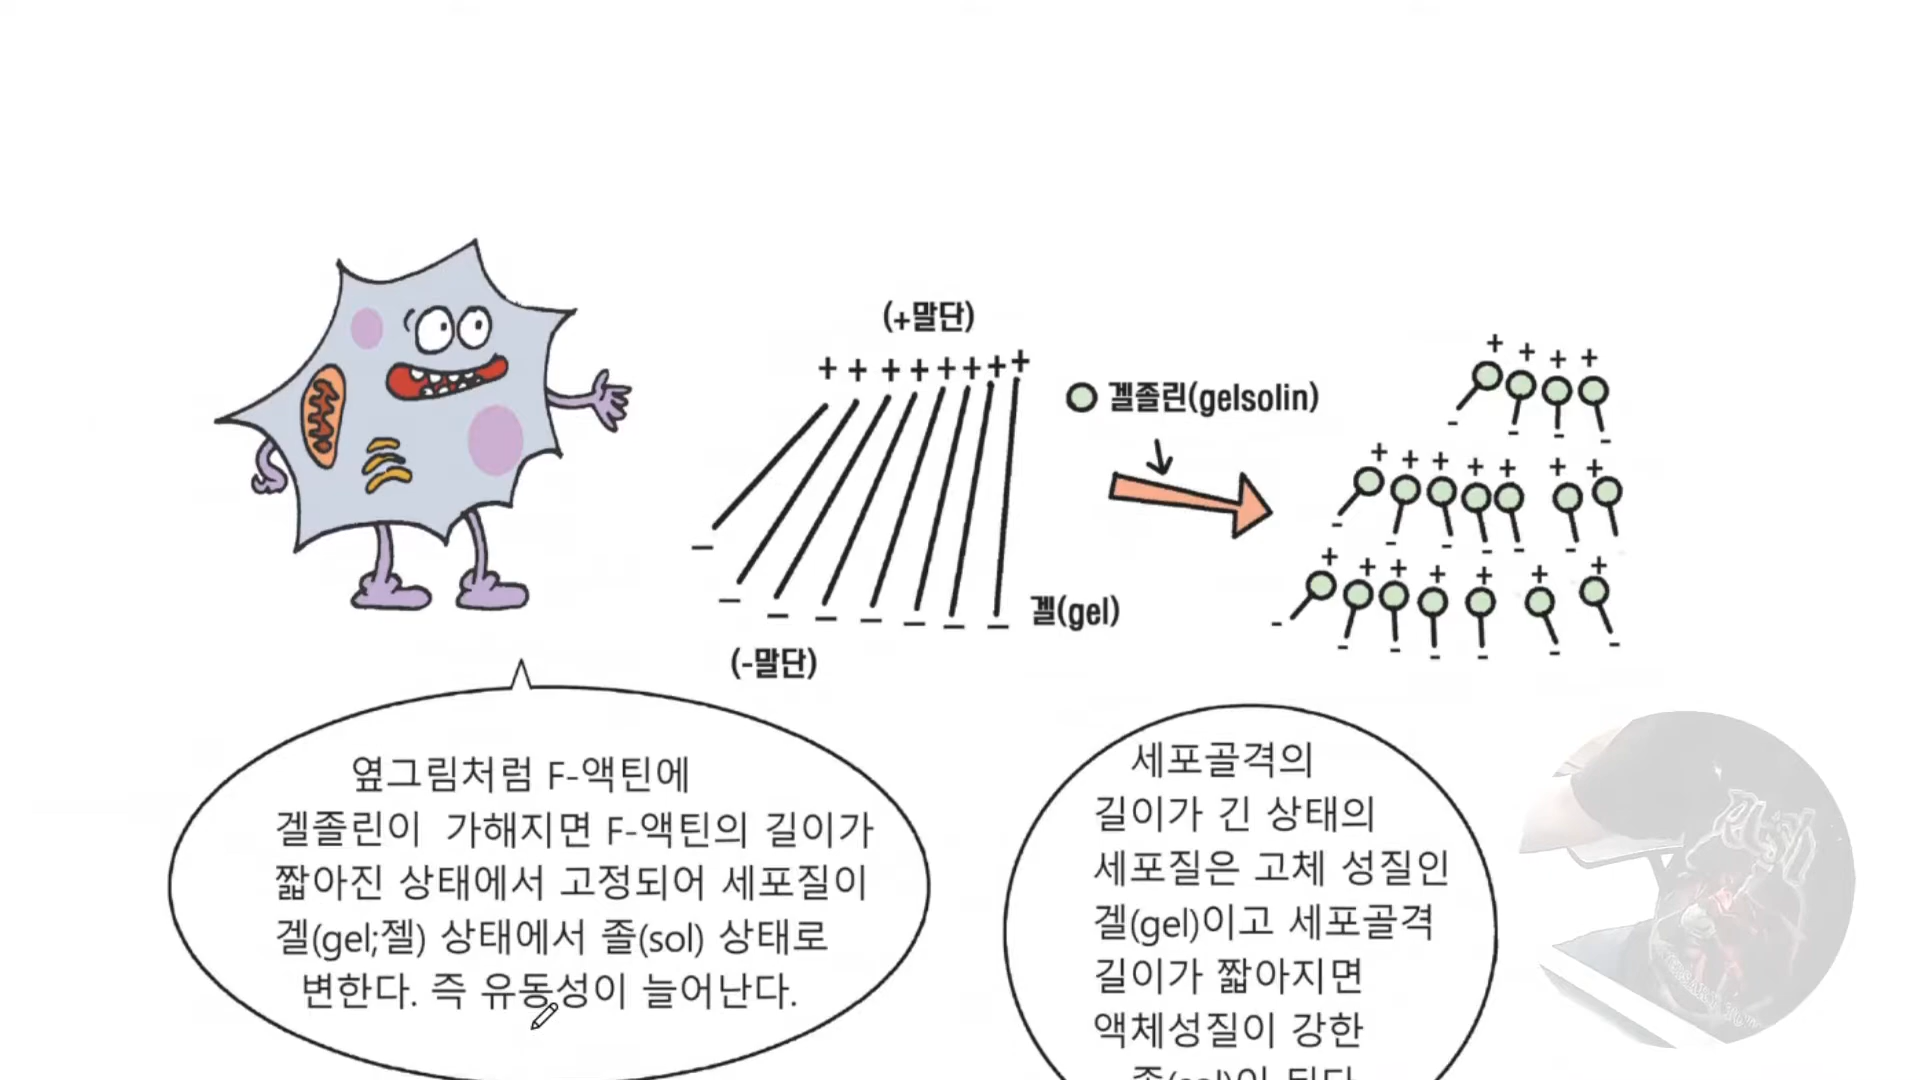 (+말단)
+ + + + + + + +
겔졸린(gelsolin)
겔(gel)
(-말단)
옆그림처럼 F-액틴에
겔졸린이 가해지면 F-액틴의 길이가
짧아진 상태에서 고정되어 세포질이
겔(gel;젤) 상태에서 졸(sol) 상태로
변한다. 즉 유동성이 늘어난다.
세포골격의
길이가 긴 상태의
세포질은 고체 성질인
겔(gel)이고 세포골격
길이가 짧아지면
액체성질이 강한
졸(sol)이 된다